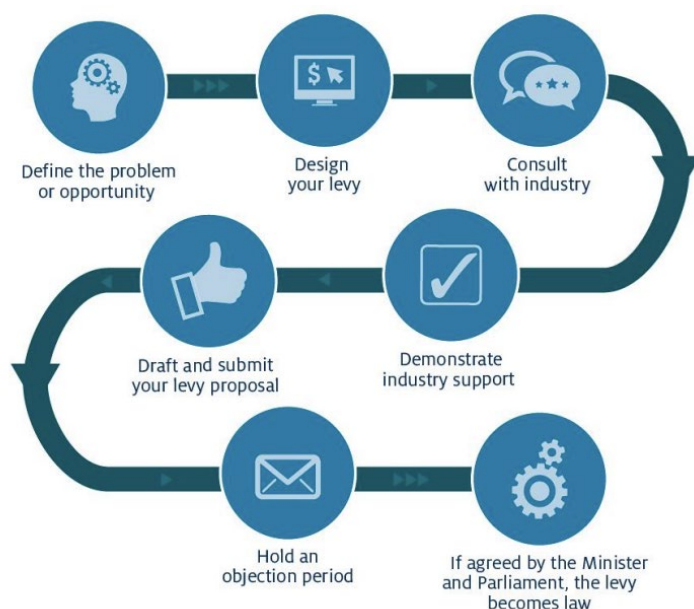 $
Define the problem
or opportunity
Design
your levy
Consult
with industry
Demonstrate
industry support
Draft and submit
your levy proposal
Hold an
objection period
If agreed by the Minister
and Parliament, the levy
becomes law